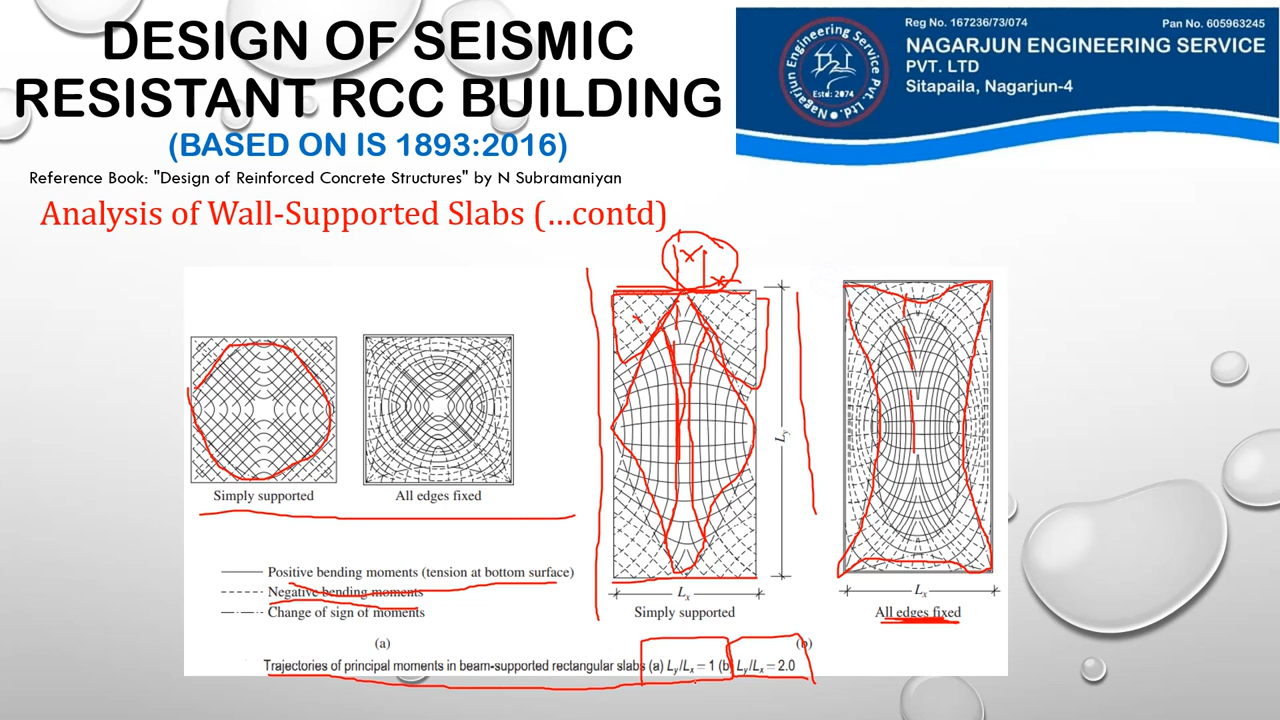 DESIGN OF SEISMIC
RESISTANT RCC BUILDING
(BASED ON IS 1893:2016)
Reference Book: "Design of Reinforced Concrete Structures" by N Subramaniyan
Reg No. 167236/73/074
Pan No. 605963245
NAGARJUN ENGINEERING SERVICE
PVT. LTD
Sitapaila, Nagarjun-4
Nagarjun Engineering Service Pvt. Ltd.
Estd: 2074
Analysis of Wall-Supported Slabs (...contd)
Simply supported
All edges fixed
Positive bending moments (tension at bottom surface)
Negative bending moments
Change of sign of moments
(a)
Ly
Lx
Simply supported
Lx
All edges fixed
(b)
Trajectories of principal moments in beam-supported rectangular slabs (a) Ly/Lx = 1 (b) Ly/Lx = 2.0